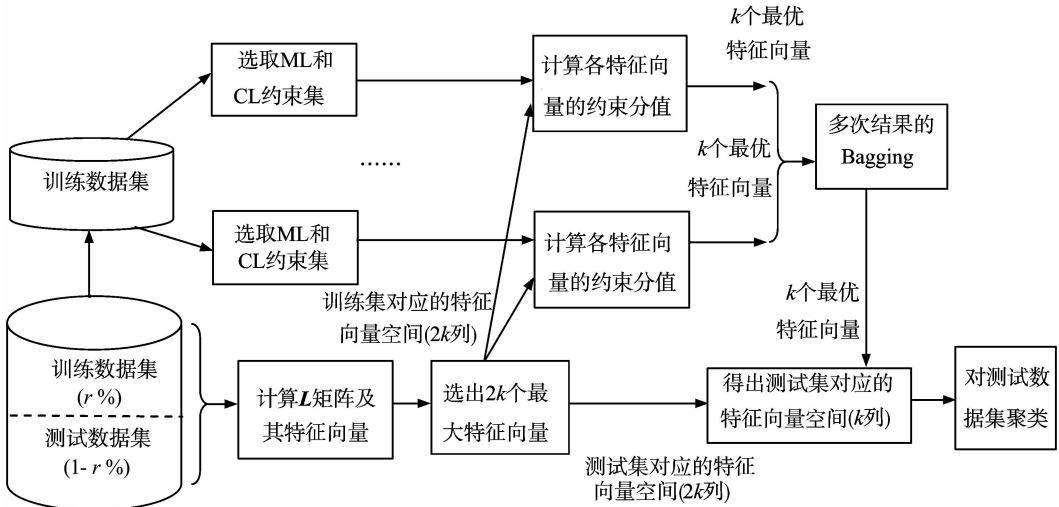 k个最优
特征向量
选取ML和
CL约束集
计算各特征向
量的约束分值
多次结果的
Bagging
k个最优
特征向量
......
训练数据集
选取ML和
CL约束集
计算各特征向
量的约束分值
训练集对应的特征
向量空间(2k列)
k个最优
特征向量
训练数据集
(r %)
测试数据集
(1- r %)
计算L矩阵及
其特征向量
选出2k个最
大特征向量
得出测试集对应的
特征向量空间(k列)
对测试数
据集聚类
测试集对应的特征
向量空间(2k列)